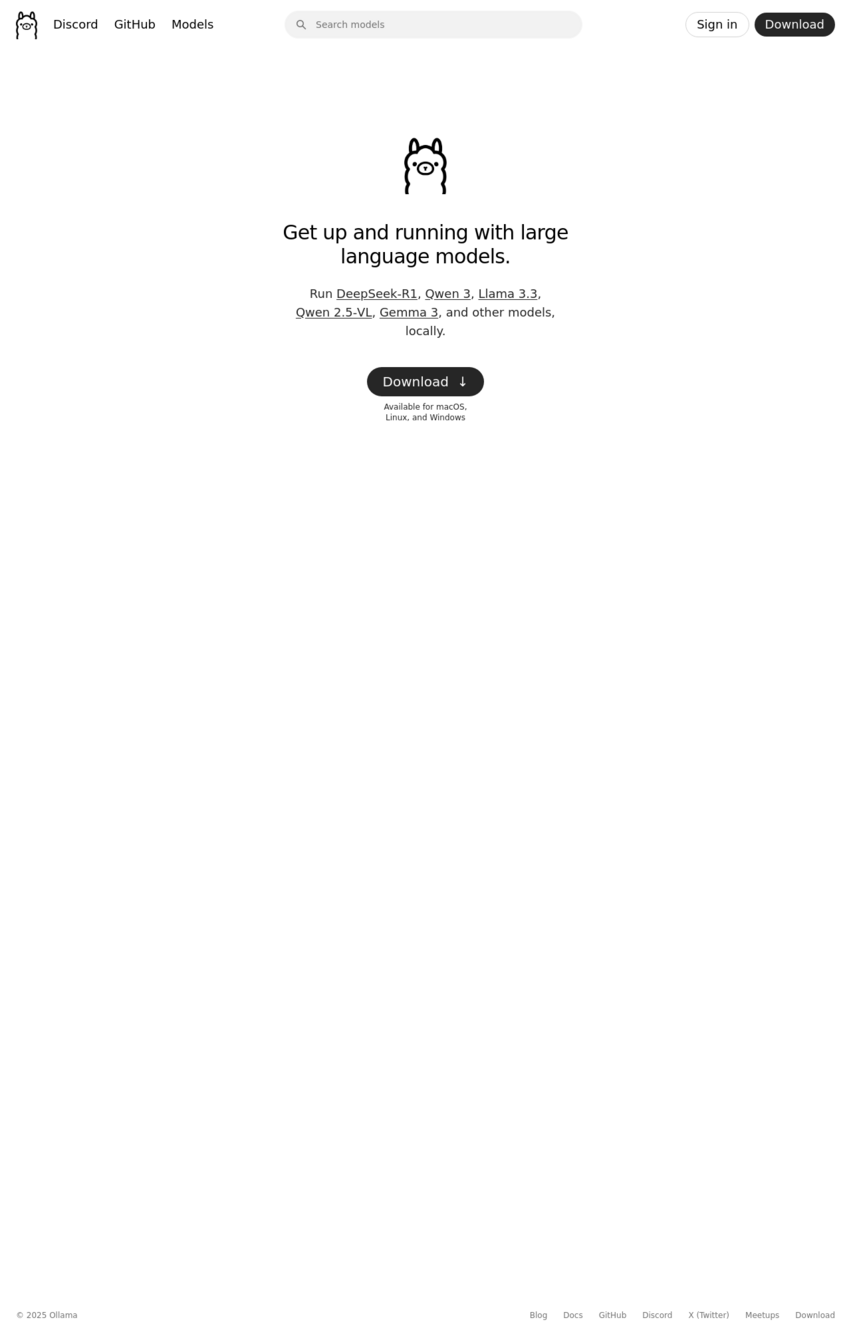 Discord GitHub Models Search models Sign in Download
Get up and running with large
language models.
Run DeepSeek-R1, Qwen 3, Llama 3.3,
Qwen 2.5-VL, Gemma 3, and other models,
locally.
Download ↓
Available for macOS,
Linux, and Windows
© 2025 Ollama Blog Docs GitHub Discord X (Twitter) Meetups Download